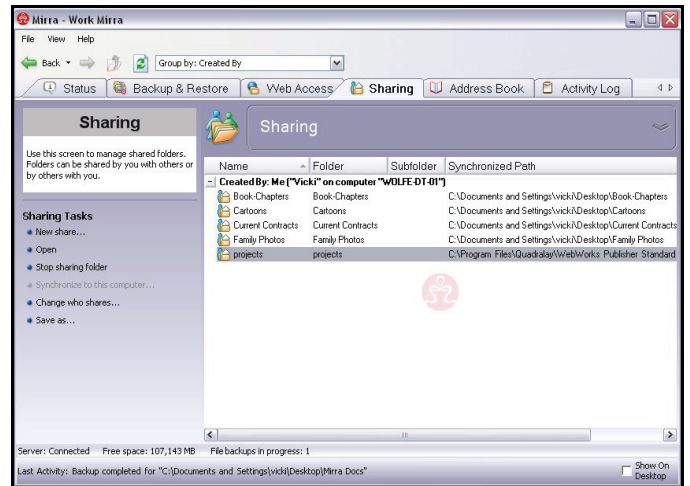 Mirra - Work Mirra
File View Help
Back Group by: Created By
Status Backup & Restore Web Access Sharing Address Book Activity Log
Sharing
Use this screen to manage shared folders.
Folders can be shared by you with others or
by others with you.
Sharing Tasks
New share...
Open
Stop sharing folder
Synchronize to this computer...
Change who shares...
Save as...
Sharing
Name Folder Subfolder Synchronized Path
Created By: Me ("Vicki" on computer "WOLFE-DT-01")
Book-Chapters Book-Chapters C:\Documents and Settings\vicki\Desktop\Book-Chapters
Cartoons Cartoons C:\Documents and Settings\vicki\Desktop\Cartoons
Current Contracts Current Contracts C:\Documents and Settings\vicki\Desktop\Current Contracts
Family Photos Family Photos C:\Documents and Settings\vicki\Desktop\Family Photos
projects projects C:\Program Files\Quadralay\WebWorks Publisher Standard
Server: Connected Free space: 107,143 MB File backups in progress: 1
Last Activity: Backup completed for "C:\Documents and Settings\vicki\Desktop\Mirra Docs"
Show On
Desktop